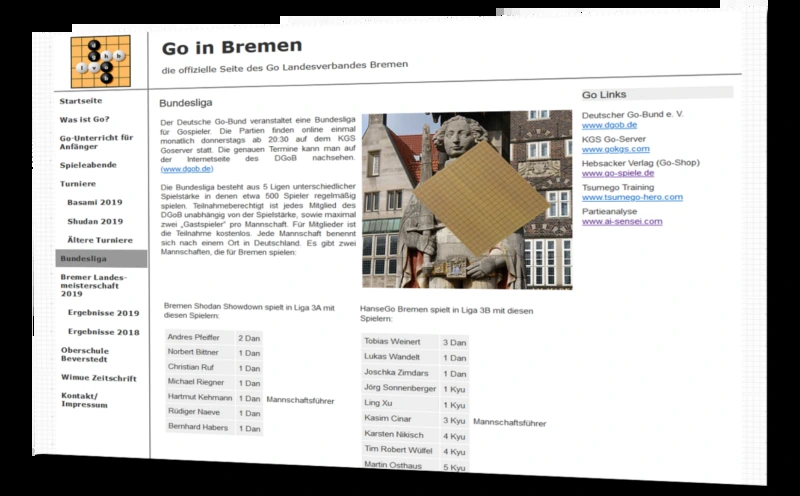 Go in Bremen
die offizielle Seite des Go Landesverbandes Bremen
Startseite
Was ist Go?
Go-Unterricht für
Anfänger
Spieleabende
Turniere
Basami 2019
Shudan 2019
Ältere Turniere
Bundesliga
Bremer Landes-
meisterschaft
2019
Ergebnisse 2019
Ergebnisse 2018
Oberschule
Beverstedt
Wimue Zeitschrift
Kontakt/
Impressum
Bundesliga
Der Deutsche Go-Bund veranstaltet eine Bundesliga
für Gospieler. Die Partien finden online einmal
monatlich donnerstags ab 20:30 auf dem KGS
Goserver statt. Die genauen Termine kann man auf
der Internetseite des DGoB nachsehen.
(www.dgob.de)
Die Bundesliga besteht aus 5 Ligen unterschiedlicher
Spielstärke in denen etwa 500 Spieler regelmäßig
spielen. Teilnahmeberechtigt ist jedes Mitglied des
DGoB unabhängig von der Spielstärke, sowie maximal
zwei „Gastspieler" pro Mannschaft. Für Mitglieder ist
die Teilnahme kostenlos. Jede Mannschaft benennt
sich nach einem Ort in Deutschland. Es gibt zwei
Mannschaften, die für Bremen spielen:
Bremen Shodan Showdown spielt in Liga 3A mit
diesen Spielern:
Andres Pfeiffer 2 Dan
Norbert Bittner 1 Dan
Christian Ruf 1 Dan
Michael Riegner 1 Dan
Hartmut Kehmann 1 Dan Mannschaftsführer
Rüdiger Naeve 1 Dan
Bernhard Habers 1 Dan
HanseGo Bremen spielt in Liga 3B mit diesen
Spielern:
Tobias Weinert 3 Dan
Lukas Wandelt 1 Dan
Joschka Zimdars 1 Dan
Jörg Sonnenberger 1 Kyu
Ling Xu 1 Kyu
Kasim Cinar 3 Kyu Mannschaftsführer
Karsten Nikisch 4 Kyu
Tim Robert Wülfel 4 Kyu
Martin Osthaus 5 Kyu
Go Links
Deutscher Go-Bund e. V.
www.dgob.de
KGS Go-Server
www.gokgs.com
Hebsacker Verlag (Go-Shop)
www.go-spiele.de
Tsumego Training
www.tsumego-hero.com
Partieanalyse
www.ai-sensei.com